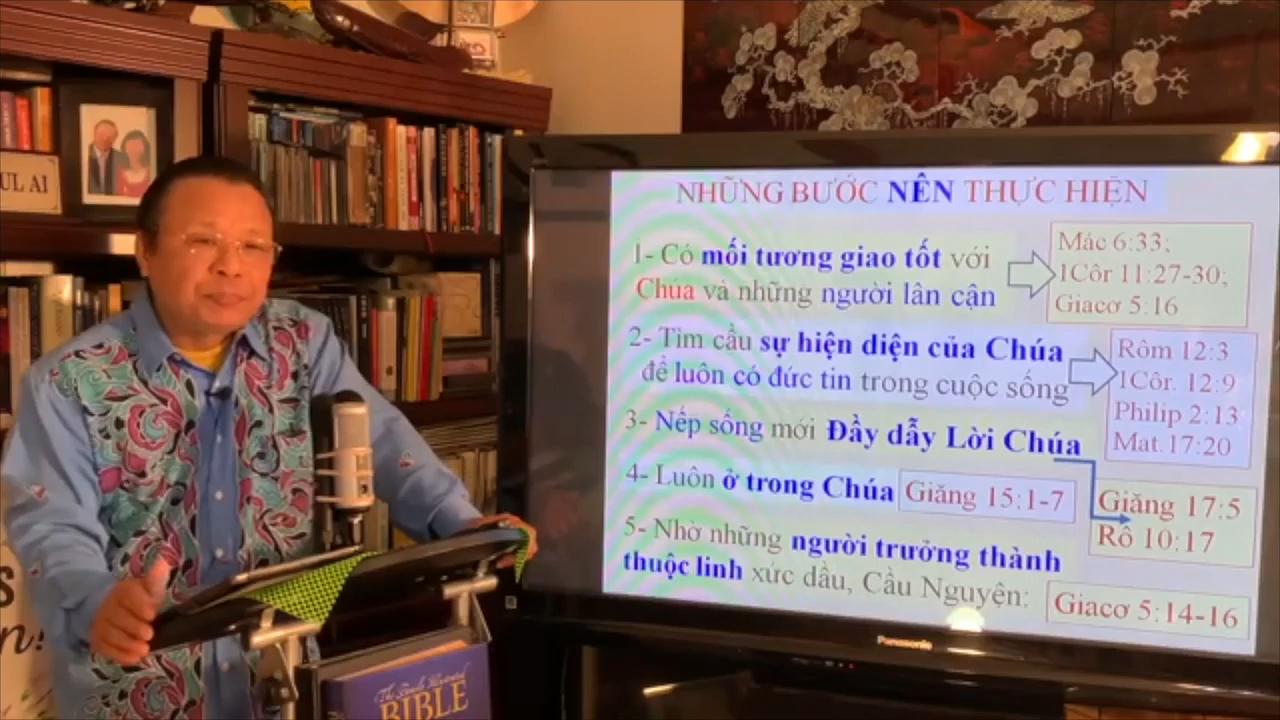 UL AI
NHỮNG BƯỚC NÊN THỰC HIỆN
1- Có mối tương giao tốt với
Chúa và những người lân cận
Mác 6:33;
1Côr 11:27-30;
Giacơ 5:16
2- Tìm cầu sự hiện diện của Chúa
để luôn có đức tin trong cuộc sống
Rôm 12:3
1Côr. 12:9
Philip 2:13
Mat.17:20
3- Nếp sống mới Đầy dẫy Lời Chúa
4- Luôn ở trong Chúa
Giăng 15:1-7
Giăng 17:5
Rô 10:17
5- Nhờ những người trưởng thành
thuộc linh xức dầu, Cầu Nguyện:
Giacơ 5:14-16
Panasonic
The Family Illustrated
BIBLE